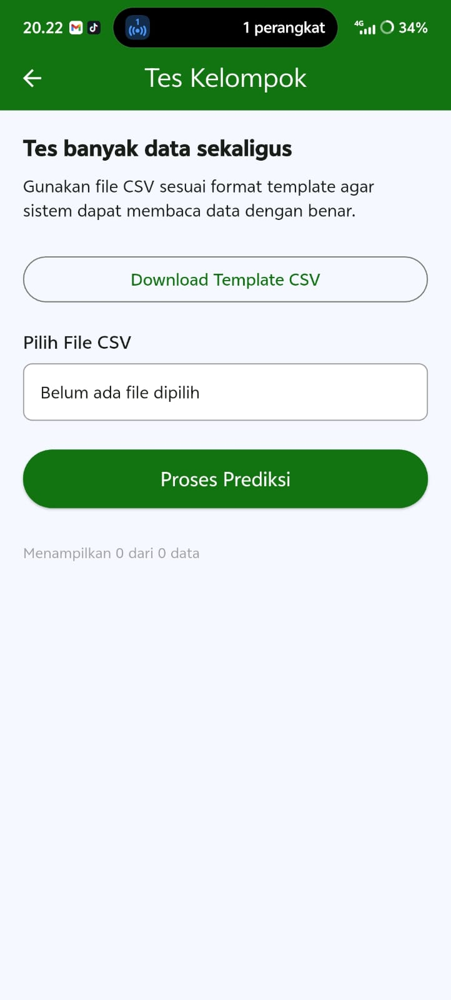 20.22
1
1 perangkat
4G
34%
Tes Kelompok
Tes banyak data sekaligus
Gunakan file CSV sesuai format template agar
sistem dapat membaca data dengan benar.
Download Template CSV
Pilih File CSV
Belum ada file dipilih
Proses Prediksi
Menampilkan 0 dari 0 data